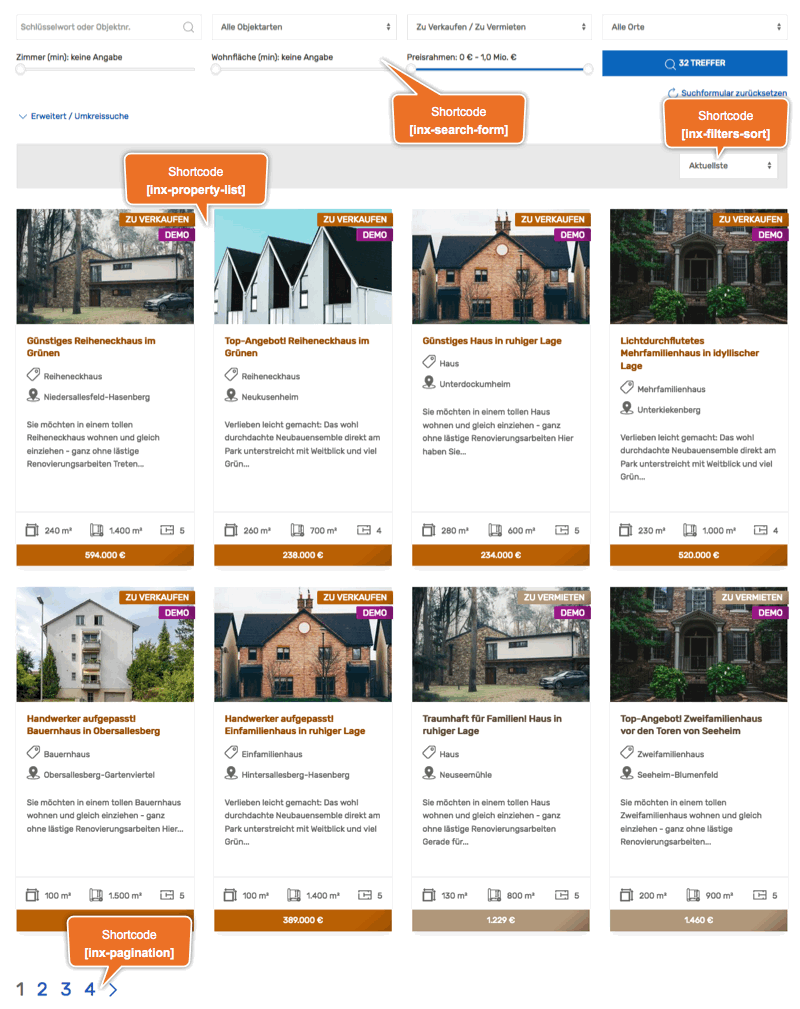 Schlüsselwort oder Objektnr.
Alle Objektarten
Zu Verkaufen / Zu Vermieten
Alle Orte
Zimmer (min): keine Angabe
Wohnfläche (min): keine Angabe
Preisrahmen: 0 € - 1,0 Mio. €
32 TREFFER
Suchformular zurücksetzen
Erweitert / Umkreissuche
Shortcode
[inx-search-form]
Shortcode
[inx-filters-sort]
Aktuellste
Shortcode
[inx-property-list]
ZU VERKAUFEN
DEMO
Günstiges Reiheneckhaus im
Grünen
Reiheneckhaus
Niedersallesfeld-Hasenberg
Sie möchten in einem tollen
Reiheneckhaus wohnen und gleich
einziehen - ganz ohne lästige
Renovierungsarbeiten Treten...
240 m²
1.400 m²
5
594.000 €
ZU VERKAUFEN
DEMO
Top-Angebot! Reiheneckhaus im
Grünen
Reiheneckhaus
Neukusenheim
Verlieben leicht gemacht: Das wohl
durchdachte Neubauensemble direkt am
Park unterstreicht mit Weitblick und viel
Grün...
260 m²
700 m²
4
238.000 €
ZU VERKAUFEN
DEMO
Günstiges Haus in ruhiger Lage
Haus
Unterdockumheim
Sie möchten in einem tollen Haus
wohnen und gleich einziehen - ganz
ohne lästige Renovierungsarbeiten Hier
haben Sie...
280 m²
600 m²
5
234.000 €
ZU VERKAUFEN
DEMO
Lichtdurchflutetes
Mehrfamilienhaus in idyllischer
Lage
Mehrfamilienhaus
Unterkiekenberg
Verlieben leicht gemacht: Das wohl
durchdachte Neubauensemble direkt am
Park unterstreicht mit Weitblick und viel
Grün...
230 m²
1.000 m²
4
520.000 €
ZU VERKAUFEN
DEMO
Handwerker aufgepasst!
Bauernhaus in Obersallesberg
Bauernhaus
Obersallesberg-Gartenviertel
Sie möchten in einem tollen Bauernhaus
wohnen und gleich einziehen - ganz
ohne lästige Renovierungsarbeiten Hier...
100 m²
1.500 m²
5
ZU VERKAUFEN
DEMO
Handwerker aufgepasst!
Einfamilienhaus in ruhiger Lage
Einfamilienhaus
Hintersallesberg-Hasenberg
Verlieben leicht gemacht: Das wohl
durchdachte Neubauensemble direkt am
Park unterstreicht mit Weitblick und viel
Grün...
100 m²
1.400 m²
5
389.000 €
ZU VERMIETEN
DEMO
Traumhaft für Familien! Haus in
ruhiger Lage
Haus
Neuseemühle
Sie möchten in einem tollen Haus
wohnen und gleich einziehen - ganz
ohne lästige Renovierungsarbeiten
Gerade für...
130 m²
800 m²
5
1.229 €
ZU VERMIETEN
DEMO
Top-Angebot! Zweifamilienhaus
vor den Toren von Seeheim
Zweifamilienhaus
Seeheim-Blumenfeld
Sie möchten in einem tollen
Zweifamilienhaus wohnen und gleich
einziehen - ganz ohne lästige
Renovierungsarbeiten...
200 m²
900 m²
5
1.460 €
Shortcode
[inx-pagination]
1 2 3 4